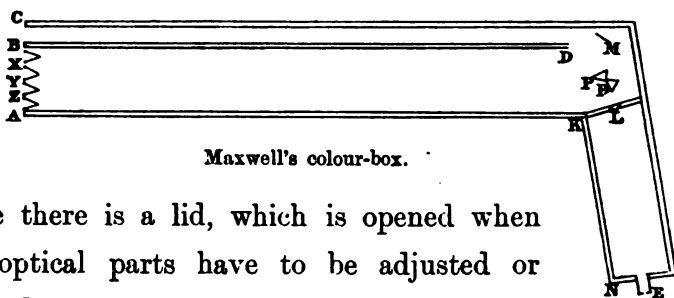 C
B
D
M
X
Y
Z
A
P
P
K
L
Maxwell's colour-box.
e there is a lid, which is opened when
optical parts have to be adjusted or
N
E